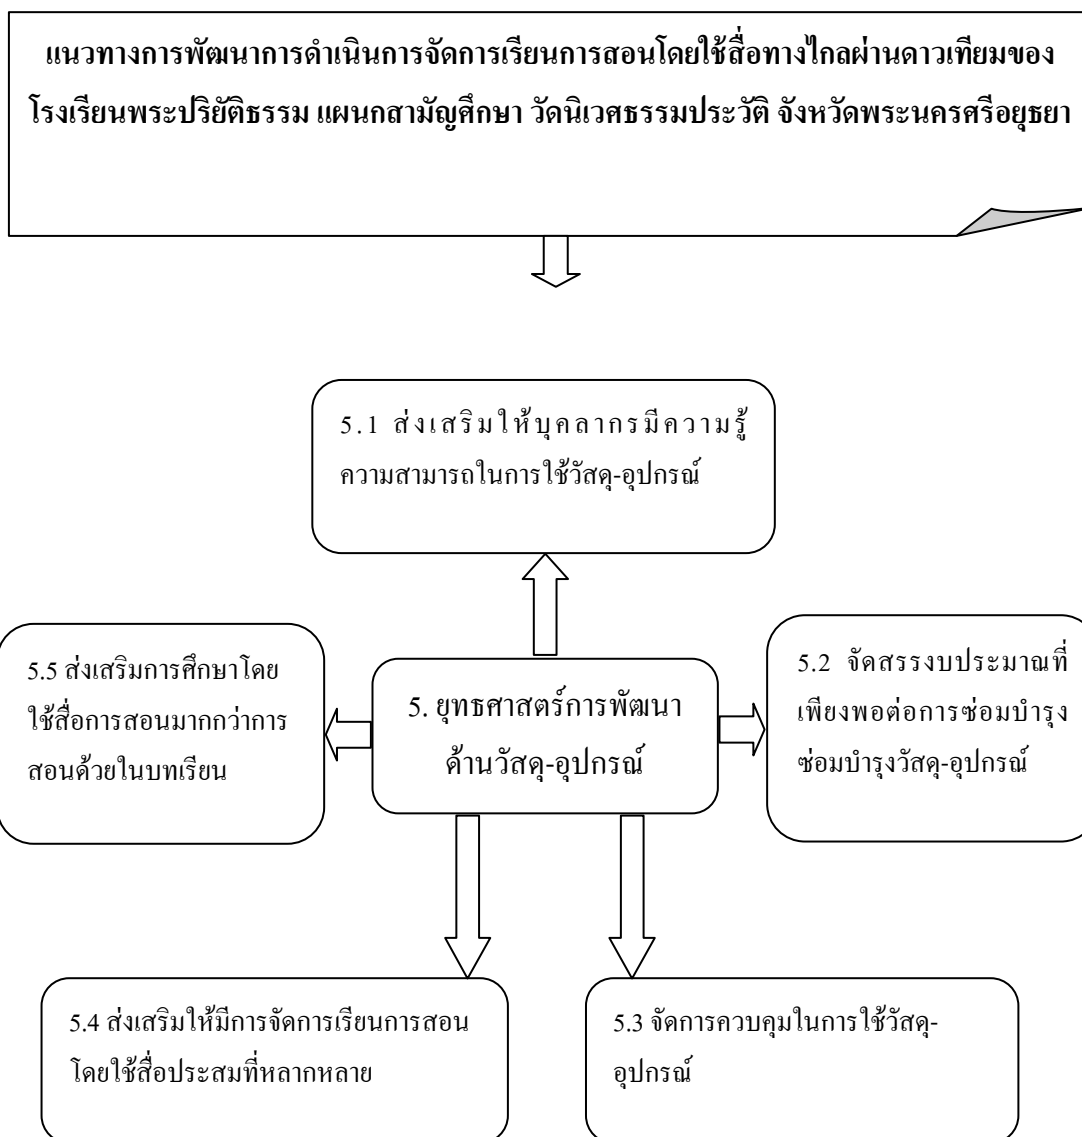 แนวทางการพัฒนาการดำเนินการจัดการเรียนการสอนโดยใช้สื่อทางไกลผ่านดาวเทียมของ
โรงเรียนพระปริยัติธรรม แผนกสามัญศึกษา วัดนิเวศธรรมประวัติ จังหวัดพระนครศรีอยุธยา
5.1 ส่งเสริมให้บุคลากรมีความรู้
ความสามารถในการใช้วัสดุ-อุปกรณ์
5.5 ส่งเสริมการศึกษาโดย
ใช้สื่อการสอนมากกว่าการ
สอนด้วยในบทเรียน
5. ยุทธศาสตร์การพัฒนา
ด้านวัสดุ-อุปกรณ์
5.2 จัดสรรงบประมาณที่
เพียงพอต่อการซ่อมบำรุง
ซ่อมบำรุงวัสดุ-อุปกรณ์
5.4 ส่งเสริมให้มีการจัดการเรียนการสอน
โดยใช้สื่อประสมที่หลากหลาย
5.3 จัดการควบคุมในการใช้วัสดุ-
อุปกรณ์